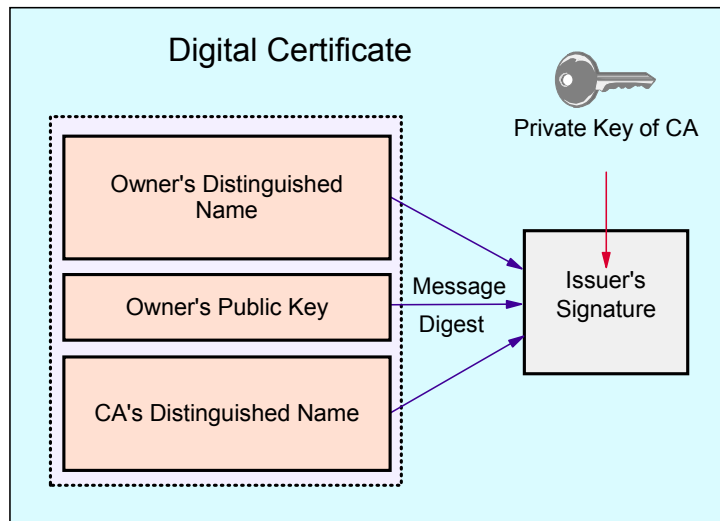 Digital Certificate
Private Key of CA
Owner's Distinguished
Name
Owner's Public Key
CA's Distinguished Name
Message
Digest
Issuer's
Signature